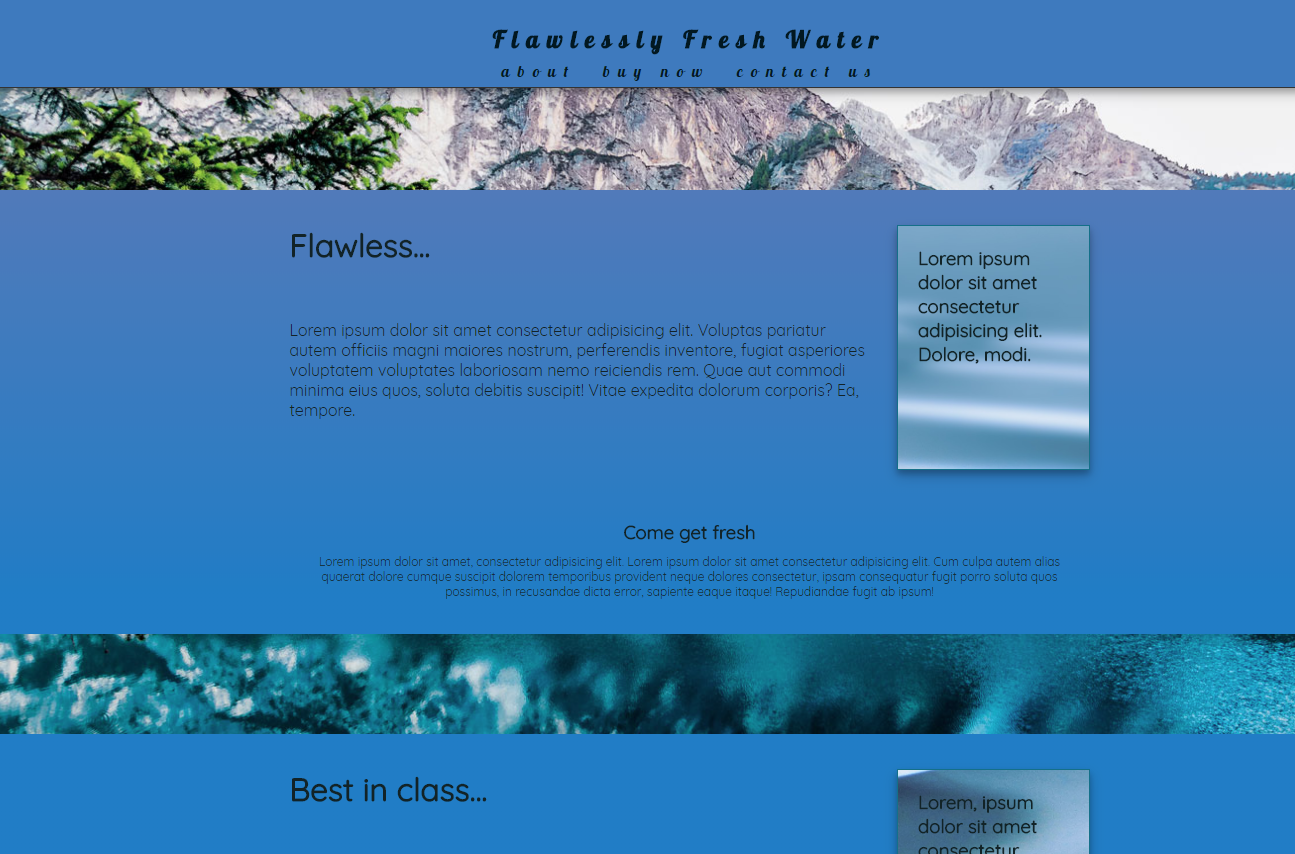 Flawlessly Fresh Water
about buy now contact us
Flawless...
Lorem ipsum dolor sit amet consectetur adipisicing elit. Voluptas pariatur
autem officiis magni maiores nostrum, perferendis inventore, fugiat asperiores
voluptatem voluptates laboriosam nemo reiciendis rem. Quae aut commodi
minima eius quos, soluta debitis suscipit! Vitae expedita dolorum corporis? Ea,
tempore.
Lorem ipsum
dolor sit amet
consectetur
adipisicing elit.
Dolore, modi.
Come get fresh
Lorem ipsum dolor sit amet, consectetur adipisicing elit. Lorem ipsum dolor sit amet consectetur adipisicing elit. Cum culpa autem alias
quaerat dolore cumque suscipit dolorem temporibus provident neque dolores consectetur, ipsam consequatur fugit porro soluta quos
possimus, in recusandae dicta error, sapiente eaque itaque! Repudiandae fugit ab ipsum!
Best in class...
Lorem, ipsum
dolor sit amet
consectetur